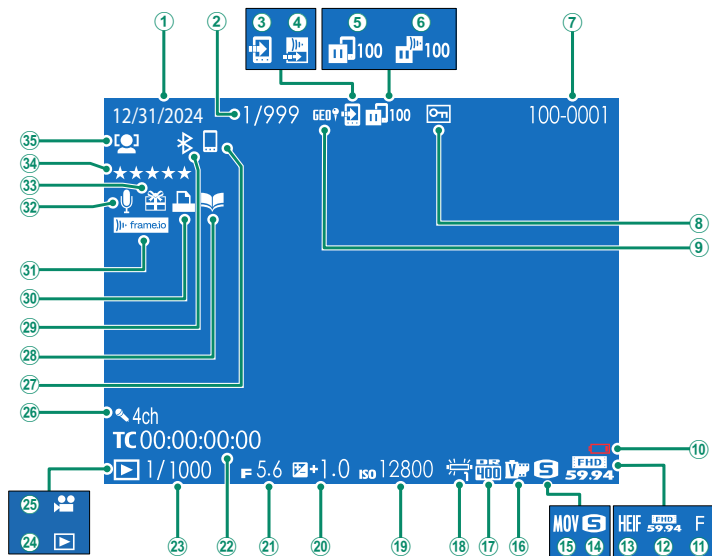 1 2 3 4 5 6 7
100 100
12/31/2024 1/999 GEO 100 100-0001
35
34
33
32 8
frame.io 9
31
30
29
28
27
26 4ch
TC 00:00:00:00 10
1/1000 F 5.6 +1.0 ISO 12800 1 DR 400 V S FHD 59.94
25 MOV S HEIF FHD 59.94 F
24 23 22 21 20 19 18 17 16 15 14 13 12 11